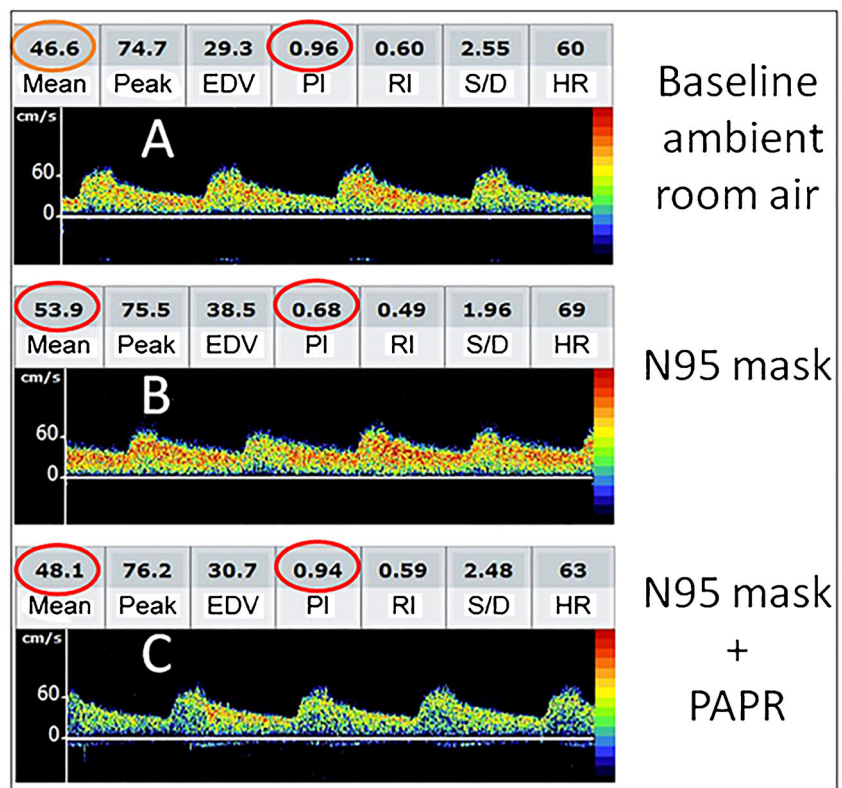 46.6 74.7 29.3 0.96 0.60 2.55 60
Mean Peak EDV PI RI S/D HR
cm/s
A
60
0
Baseline
ambient
room air
53.9 75.5 38.5 0.68 0.49 1.96 69
Mean Peak EDV PI RI S/D HR
cm/s
B
60
0
N95 mask
48.1 76.2 30.7 0.94 0.59 2.48 63
Mean Peak EDV PI RI S/D HR
cm/s
C
60
0
N95 mask
+
PAPR